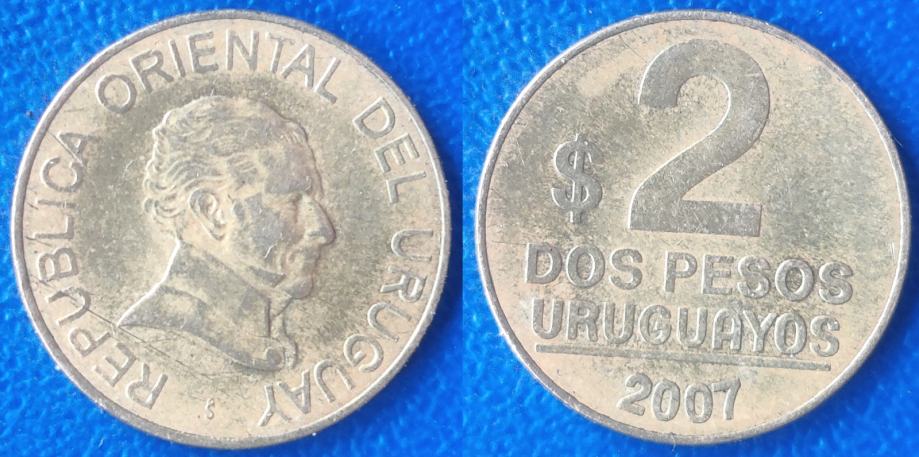 REPUBLICA ORIENTAL DEL URUGUAY
S
$ 2
DOS PESOS
URUGUAYOS
2007